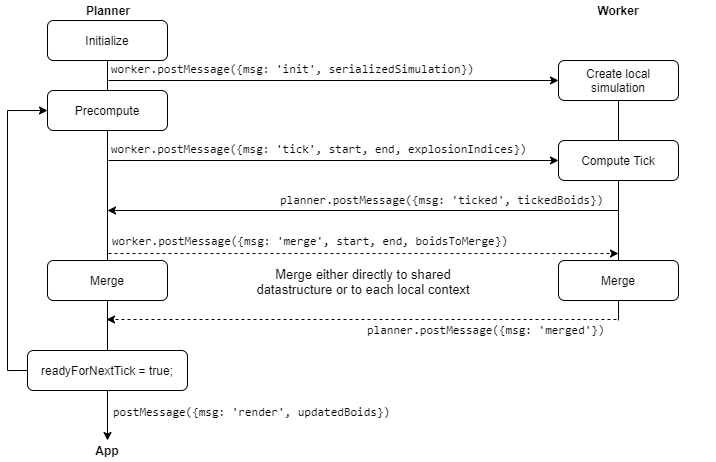 Planner
Worker
Initialize
worker.postMessage({msg: 'init', serializedSimulation})
Create local
simulation
Precompute
worker.postMessage({msg: 'tick', start, end, explosionIndices})
Compute Tick
planner.postMessage({msg: 'ticked', tickedBoids})
worker.postMessage({msg: 'merge', start, end, boidsToMerge})
Merge
Merge either directly to shared
datastructure or to each local context
Merge
planner.postMessage({msg: 'merged'})
readyForNextTick = true;
postMessage({msg: 'render', updatedBoids})
App